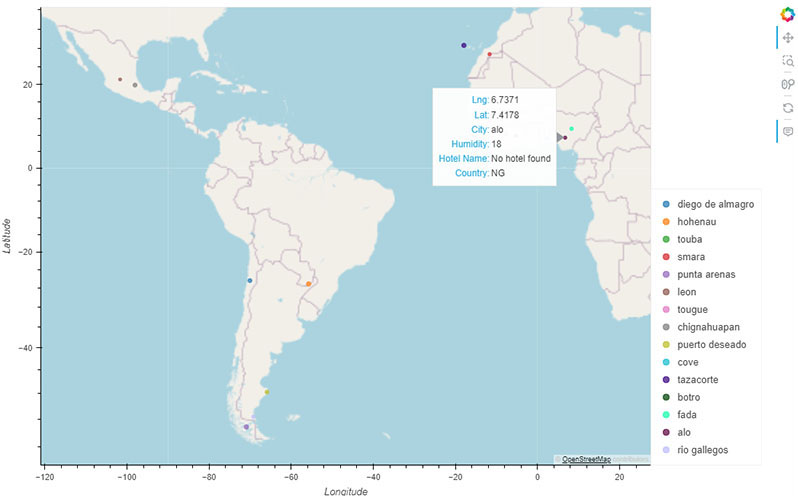 Lng: 6.7371
Lat: 7.4178
City: alo
Humidity: 18
Hotel Name: No hotel found
Country: NG
20
0
−20
−40
Latitude
−120
−100
−80
−60
−40
−20
0
20
Longitude
© OpenStreetMap contributors
diego de almagro
hohenau
touba
smara
punta arenas
leon
tougue
chignahuapan
puerto deseado
cove
tazacorte
botro
fada
alo
rio gallegos